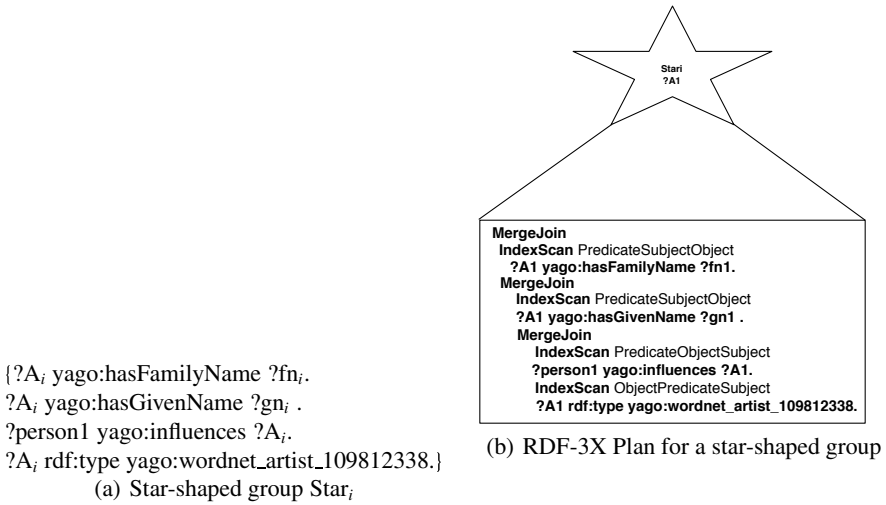 {?Aᵢ yago:hasFamilyName ?fnᵢ.
?Aᵢ yago:hasGivenName ?gnᵢ .
?person1 yago:influences ?Aᵢ.
?Aᵢ rdf:type yago:wordnet_artist_109812338.}
(a) Star-shaped group Starᵢ
Stari
?A1
MergeJoin
IndexScan PredicateSubjectObject
?A1 yago:hasFamilyName ?fn1.
MergeJoin
IndexScan PredicateSubjectObject
?A1 yago:hasGivenName ?gn1 .
MergeJoin
IndexScan PredicateObjectSubject
?person1 yago:influences ?A1.
IndexScan ObjectPredicateSubject
?A1 rdf:type yago:wordnet_artist_109812338.
(b) RDF-3X Plan for a star-shaped group